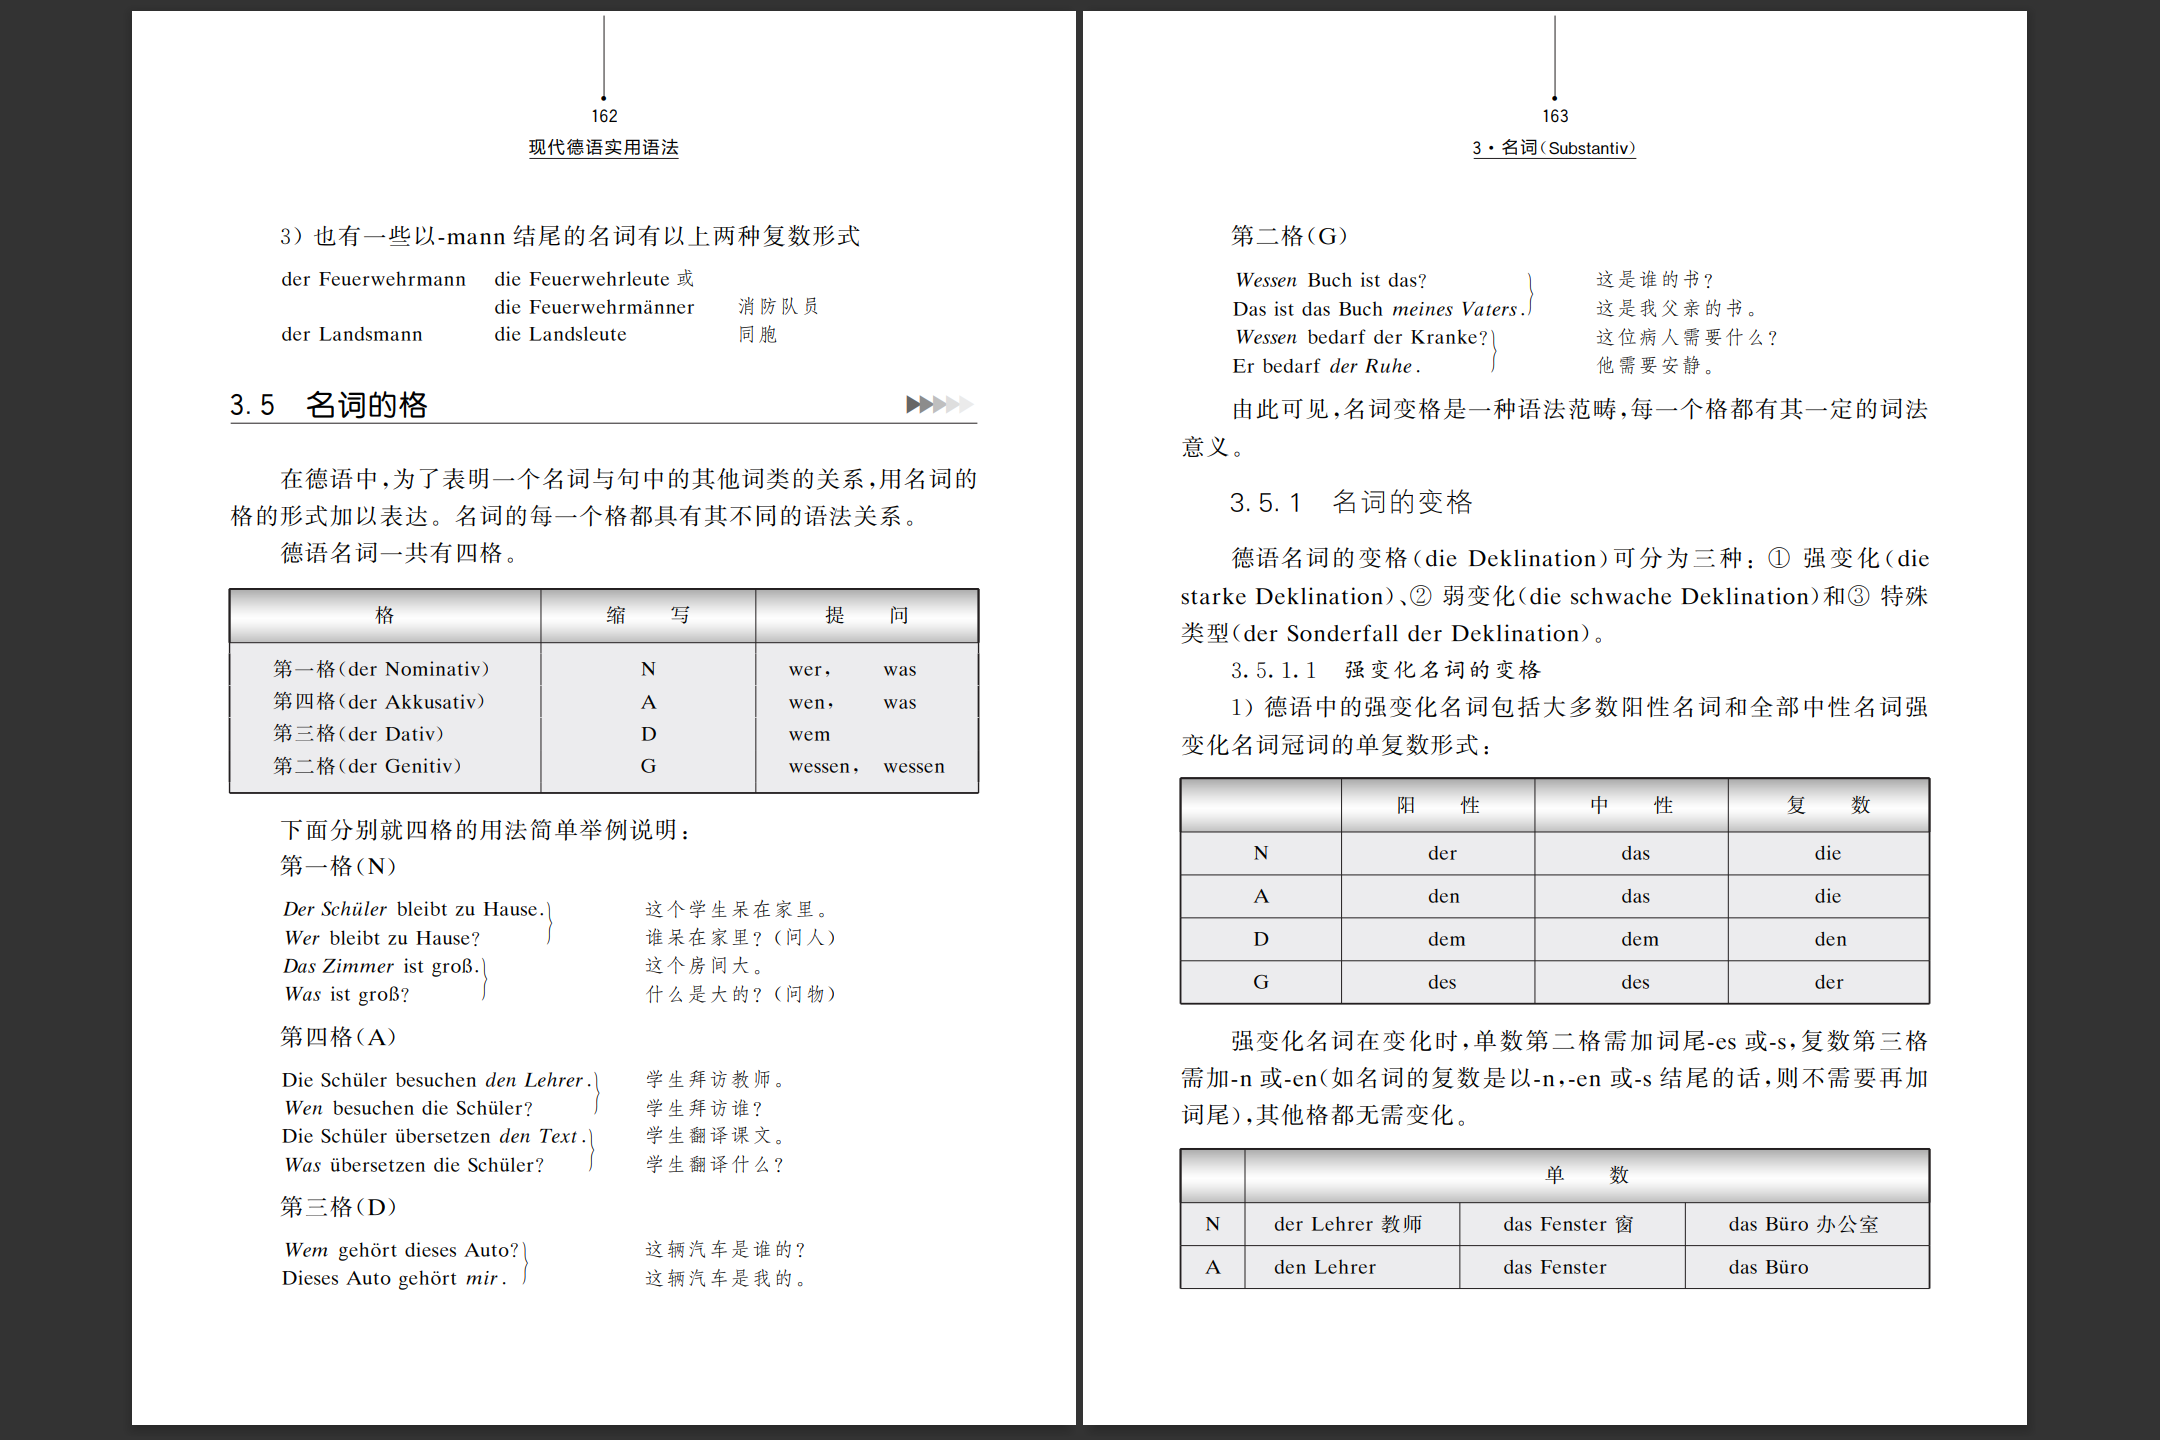 162
现代德语实用语法
3) 也有一些以-mann 结尾的名词有以上两种复数形式
der Feuerwehrmann die Feuerwehrleute 或
die Feuerwehrmänner 消防队员
der Landsmann die Landsleute 同胞
3.5 名词的格
在德语中,为了表明一个名词与句中的其他词类的关系,用名词的
格的形式加以表达。名词的每一个格都具有其不同的语法关系。
德语名词一共有四格。
格 缩 写 提 问
第一格(der Nominativ) N wer, was
第四格(der Akkusativ) A wen, was
第三格(der Dativ) D wem
第二格(der Genitiv) G wessen, wessen
下面分别就四格的用法简单举例说明:
第一格(N)
Der Schüler bleibt zu Hause. 这个学生呆在家里。
Wer bleibt zu Hause? 谁呆在家里?(问人)
Das Zimmer ist groß. 这个房间大。
Was ist groß? 什么是大的?(问物)
第四格(A)
Die Schüler besuchen den Lehrer. 学生拜访教师。
Wen besuchen die Schüler? 学生拜访谁?
Die Schüler übersetzen den Text. 学生翻译课文。
Was übersetzen die Schüler? 学生翻译什么?
第三格(D)
Wem gehört dieses Auto? 这辆汽车是谁的?
Dieses Auto gehört mir. 这辆汽车是我的。
163
3·名词(Substantiv)
第二格(G)
Wessen Buch ist das? 这是谁的书?
Das ist das Buch meines Vaters. 这是我父亲的书。
Wessen bedarf der Kranke? 这位病人需要什么?
Er bedarf der Ruhe. 他需要安静。
由此可见,名词变格是一种语法范畴,每一个格都有其一定的词法
意义。
3.5.1 名词的变格
德语名词的变格(die Deklination)可分为三种:① 强变化(die
starke Deklination)、② 弱变化(die schwache Deklination)和③ 特殊
类型(der Sonderfall der Deklination)。
3.5.1.1 强变化名词的变格
1) 德语中的强变化名词包括大多数阳性名词和全部中性名词强
变化名词冠词的单复数形式:
阳 性 中 性 复 数
N der das die
A den das die
D dem dem den
G des des der
强变化名词在变化时,单数第二格需加词尾-es 或-s,复数第三格
需加-n 或-en(如名词的复数是以-n,-en 或-s 结尾的话,则不需要再加
词尾),其他格都无需变化。
单 数
N der Lehrer 教师 das Fenster 窗 das Büro 办公室
A den Lehrer das Fenster das Büro